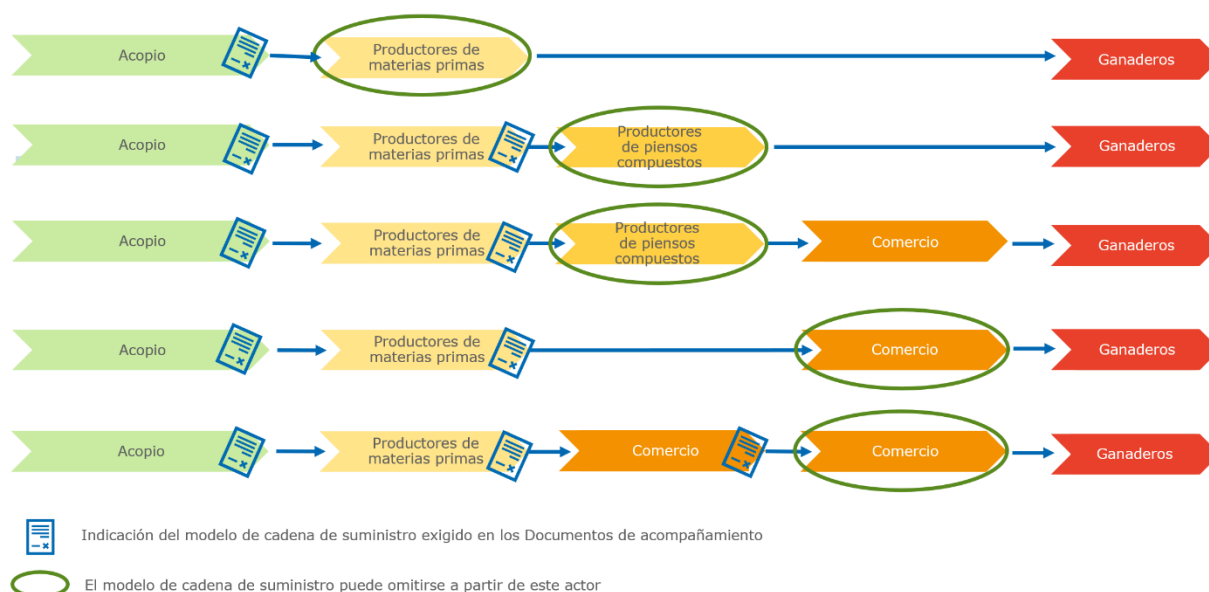 Acopio
Productores de
materias primas
Ganaderos
Acopio
Productores de
materias primas
Productores
de piensos
compuestos
Ganaderos
Acopio
Productores de
materias primas
Productores
de piensos
compuestos
Comercio
Ganaderos
Acopio
Productores de
materias primas
Comercio
Ganaderos
Acopio
Productores de
materias primas
Comercio
Comercio
Ganaderos
Indicación del modelo de cadena de suministro exigido en los Documentos de acompañamiento
El modelo de cadena de suministro puede omitirse a partir de este actor